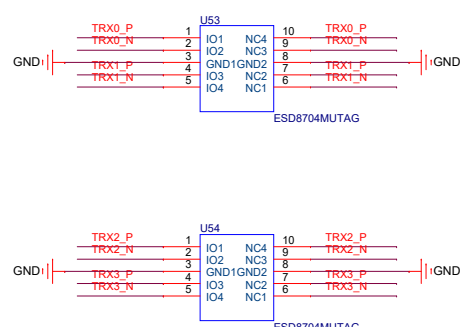 U53
TRX0_P 1 IO1 NC4 10 TRX0_P
TRX0_N 2 IO2 NC3 9 TRX0_N
GND 3 GND1 GND2 8 GND
TRX1_P 4 IO3 NC2 7 TRX1_P
TRX1_N 5 IO4 NC1 6 TRX1_N
ESD8704MUTAG
U54
TRX2_P 1 IO1 NC4 10 TRX2_P
TRX2_N 2 IO2 NC3 9 TRX2_N
GND 3 GND1 GND2 8 GND
TRX3_P 4 IO3 NC2 7 TRX3_P
TRX3_N 5 IO4 NC1 6 TRX3_N
ESD8704MUTAG